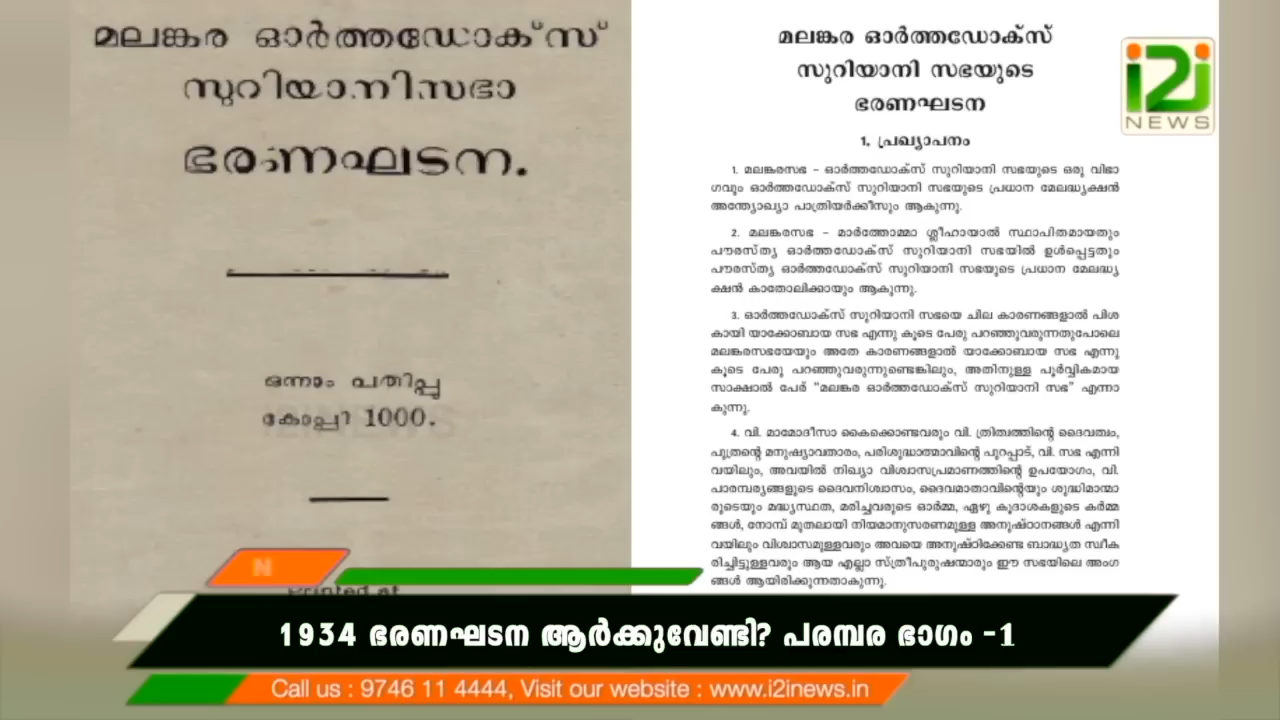 മലങ്കര ഓർത്തഡോക്സ്
സുറിയാനിസഭാ
ഭരണഘടന.
ഒന്നാം പതിപ്പു
കോപ്പി 1000.
Printed at
മലങ്കര ഓർത്തഡോക്സ്
സുറിയാനി സഭയുടെ
ഭരണഘടന
1. പ്രഖ്യാപനം
1. മലങ്കരസഭ – ഓർത്തഡോക്സ് സുറിയാനി സഭയുടെ ഒരു വിഭാ
ഗവും ഓർത്തഡോക്സ് സുറിയാനി സഭയുടെ പ്രധാന മേലദ്ധ്യക്ഷൻ
അന്ത്യോഖ്യാ പാത്രിയർക്കീസും ആകുന്നു.
2. മലങ്കരസഭ – മാർത്തോമ്മാ ശ്ലീഹായാൽ സ്ഥാപിതമായതും
പൗരസ്ത്യ ഓർത്തഡോക്സ് സുറിയാനി സഭയിൽ ഉൾപ്പെട്ടതും
പൗരസ്ത്യ ഓർത്തഡോക്സ് സുറിയാനി സഭയുടെ പ്രധാന മേലദ്ധ്യ
ക്ഷൻ കാതോലിക്കായും ആകുന്നു.
3. ഓർത്തഡോക്സ് സുറിയാനി സഭയെ ചില കാരണങ്ങളാൽ പിശ
കായി യാക്കോബായ സഭ എന്നു കൂടെ പേരു പറഞ്ഞുവരുന്നതുപോലെ
മലങ്കരസഭയേയും അതേ കാരണങ്ങളാൽ യാക്കോബായ സഭ എന്നു
കൂടെ പേരു പറഞ്ഞുവരുന്നുണ്ടെങ്കിലും, അതിനുള്ള പൂർവ്വികമായ
സാക്ഷാൽ പേർ “മലങ്കര ഓർത്തഡോക്സ് സുറിയാനി സഭ” എന്നാ
കുന്നു.
4. വി. മാമോദീസാ കൈക്കൊണ്ടവരും വി. ത്രിത്വത്തിന്റെ ദൈവത്വം,
പുത്രന്റെ മനുഷ്യാവതാരം, പരിശുദ്ധാത്മാവിന്റെ പുറപ്പാട്, വി. സഭ എന്നി
വയിലും, അവയിൽ നിഖ്യാ വിശ്വാസപ്രമാണത്തിന്റെ ഉപയോഗം, വി.
പാരമ്പര്യങ്ങളുടെ ദൈവനിശ്വാസം, ദൈവമാതാവിന്റെയും ശുദ്ധിമാന്മാ
രുടെയും മദ്ധ്യസ്ഥത, മരിച്ചവരുടെ ഓർമ്മ, ഏഴു കൂദാശകളുടെ കർമ്മ
ങ്ങൾ, നോമ്പ് മുതലായി നിയമാനുസരണമുള്ള അനുഷ്ഠാനങ്ങൾ എന്നി
വയിലും വിശ്വാസമുള്ളവരും അവയെ അനുഷ്ഠിക്കേണ്ട ബാദ്ധ്യത സ്വീക
രിച്ചിട്ടുള്ളവരും ആയ എല്ലാ സ്ത്രീപുരുഷന്മാരും ഈ സഭയിലെ അംഗ
ങ്ങൾ ആയിരിക്കുന്നതാകുന്നു.
i2i
NEWS
I2INEWS
N
1934 ഭരണഘടന ആർക്കുവേണ്ടി? പരമ്പര ഭാഗം -1
Call us : 9746 11 4444, Visit our website : www.i2inews.in